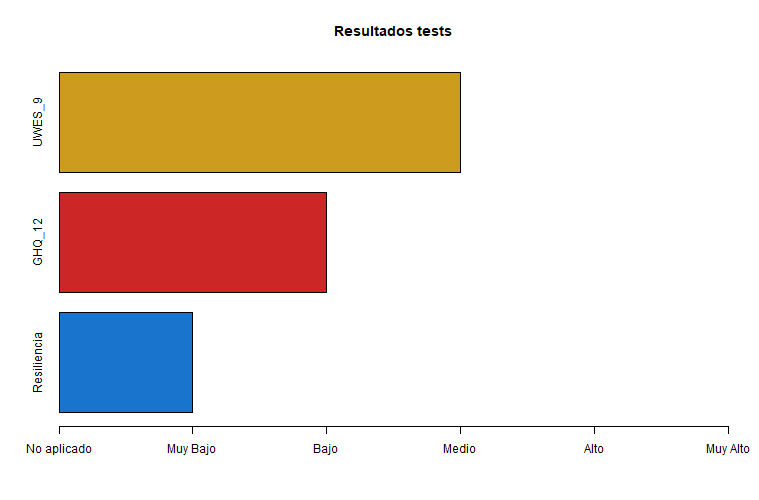 Resultados tests
UWES_9
GHQ_12
Resiliencia
No aplicado Muy Bajo Bajo Medio Alto Muy Alto